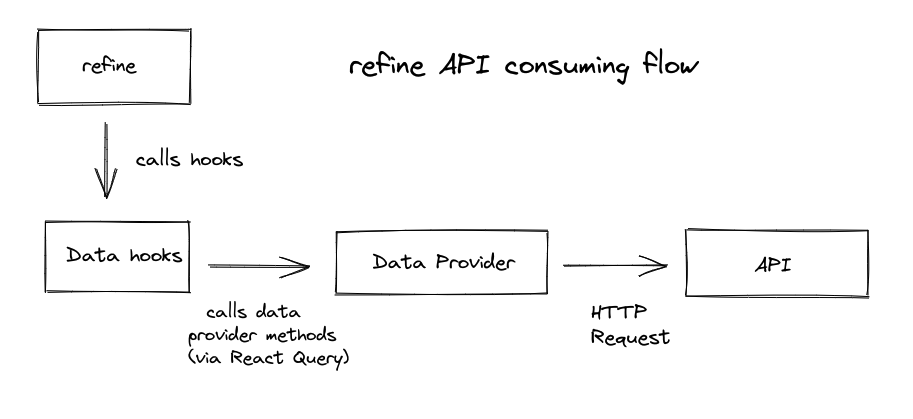 refine
refine API consuming flow
calls hooks
Data hooks
Data Provider
API
calls data
provider methods
(via React Query)
HTTP
Request